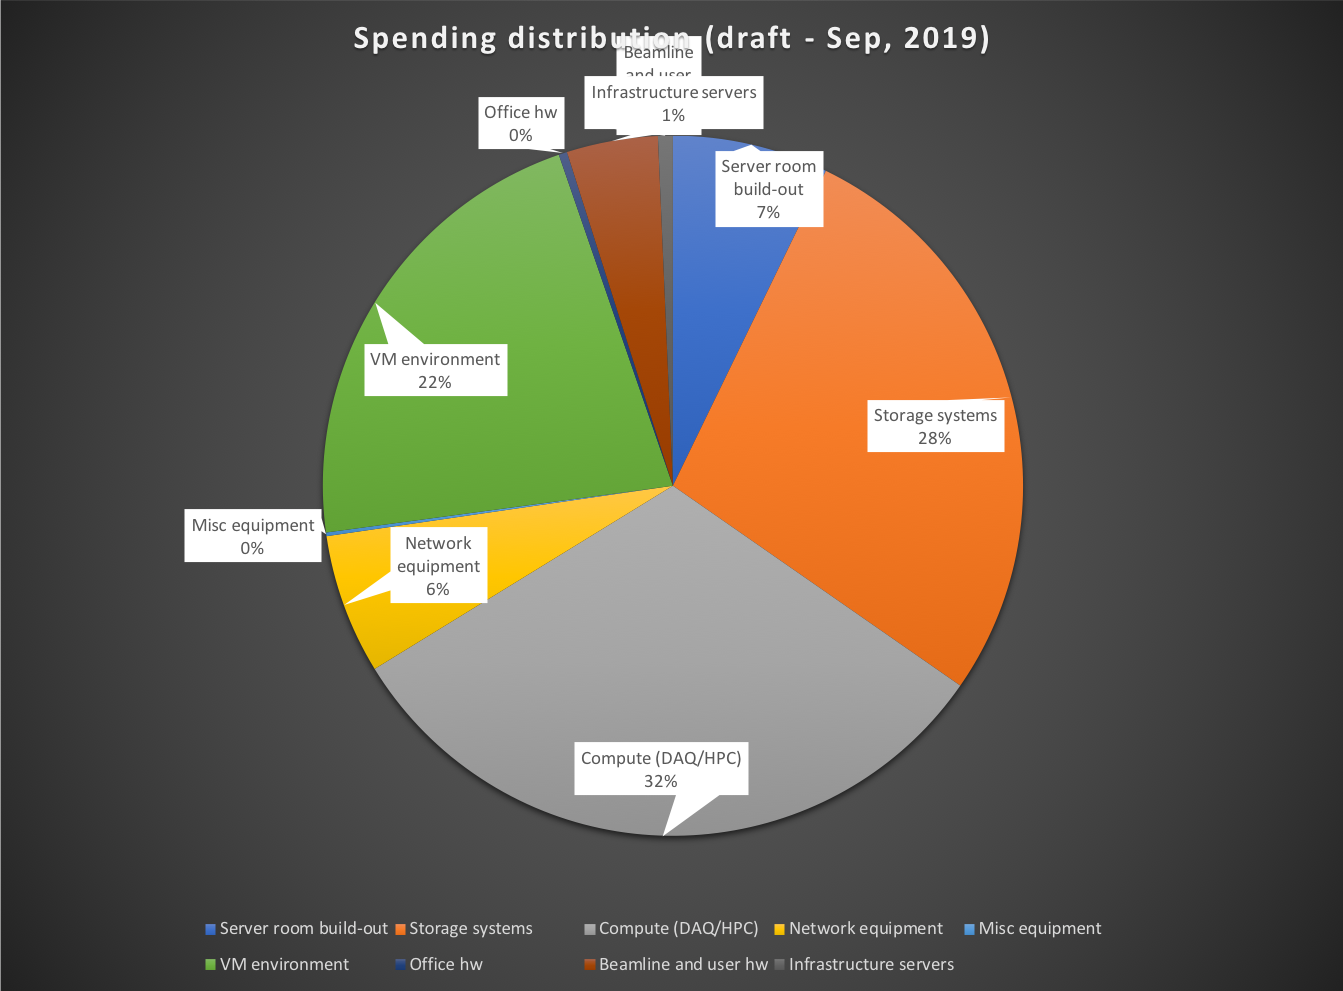 Spending distribution (draft - Sep, 2019)
Beamline
and user
Infrastructure servers
1%
Office hw
0%
Server room
build-out
7%
VM environment
22%
Storage systems
28%
Misc equipment
0%
Network
equipment
6%
Compute (DAQ/HPC)
32%
Server room build-out
Storage systems
Compute (DAQ/HPC)
Network equipment
Misc equipment
VM environment
Office hw
Beamline and user hw
Infrastructure servers